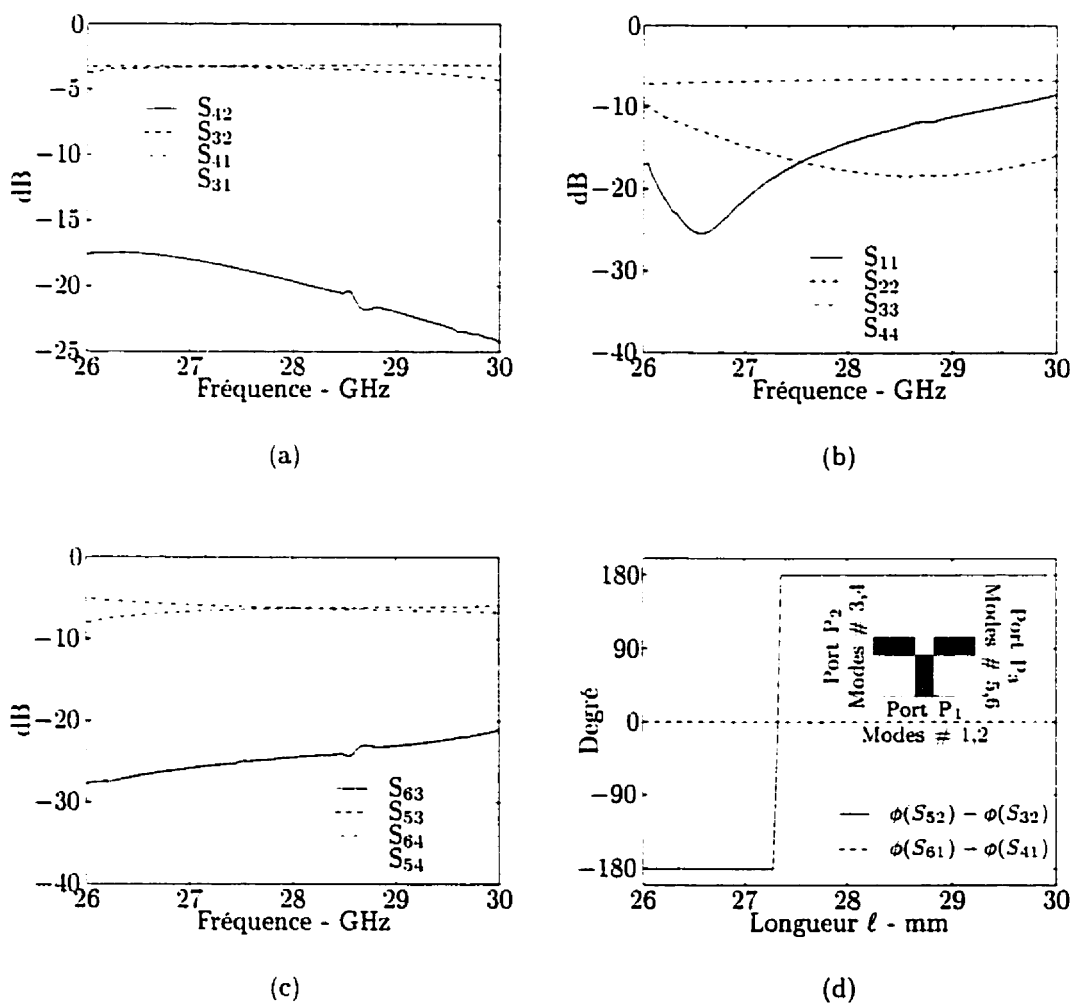 0
−5
−10
−15
−20
−25
dB
S42
S32
S41
S31
26
27
28
29
30
Fréquence - GHz
(a)
0
−10
−20
−30
−40
dB
S11
S22
S33
S44
26
27
28
29
30
Fréquence - GHz
(b)
0
−10
−20
−30
−40
dB
S63
S53
S64
S54
26
27
28
29
30
Fréquence - GHz
(c)
180
90
0
−90
−180
Degré
Port P2
Modes # 3,4
Port P3
Modes # 5,6
Port P1
Modes # 1,2
ϕ(S52) − ϕ(S32)
ϕ(S61) − ϕ(S41)
26
27
28
29
30
Longueur ℓ - mm
(d)